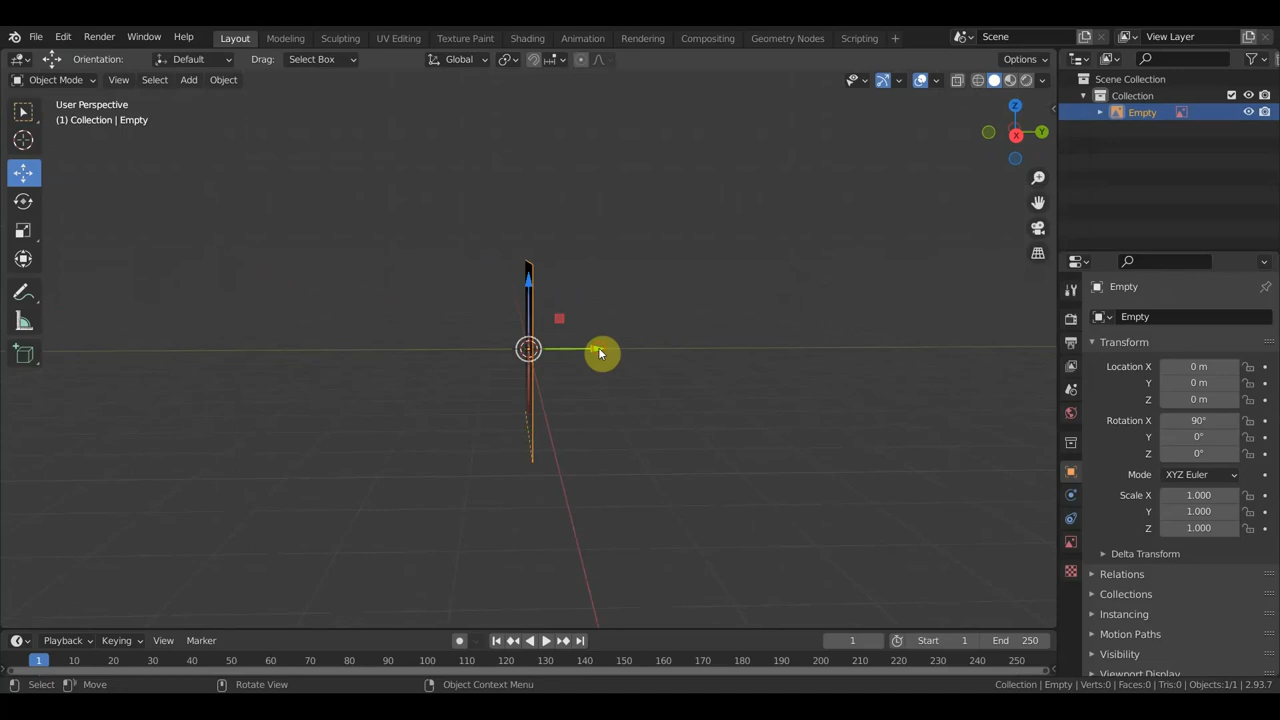 File Edit Render Window Help Layout Modeling Sculpting UV Editing Texture Paint Shading Animation Rendering Compositing Geometry Nodes Scripting + Scene View Layer
Orientation: Default Drag: Select Box Global Options
Object Mode View Select Add Object
User Perspective
(1) Collection | Empty
Z
Y
X
Scene Collection
Collection
Empty
Empty
Empty
Transform
Location X 0 m
Y 0 m
Z 0 m
Rotation X 90°
Y 0°
Z 0°
Mode XYZ Euler
Scale X 1.000
Y 1.000
Z 1.000
Delta Transform
Relations
Collections
Instancing
Motion Paths
Visibility
Viewport Display
Playback Keying View Marker 1 Start 1 End 250
1 10 20 30 40 50 60 70 80 90 100 110 120 130 140 150 160 170 180 190 200 210 220 230 240 250
Select Move Rotate View Object Context Menu Collection | Empty | Verts:0 | Faces:0 | Tris:0 | Objects:1/1 | 2.93.7